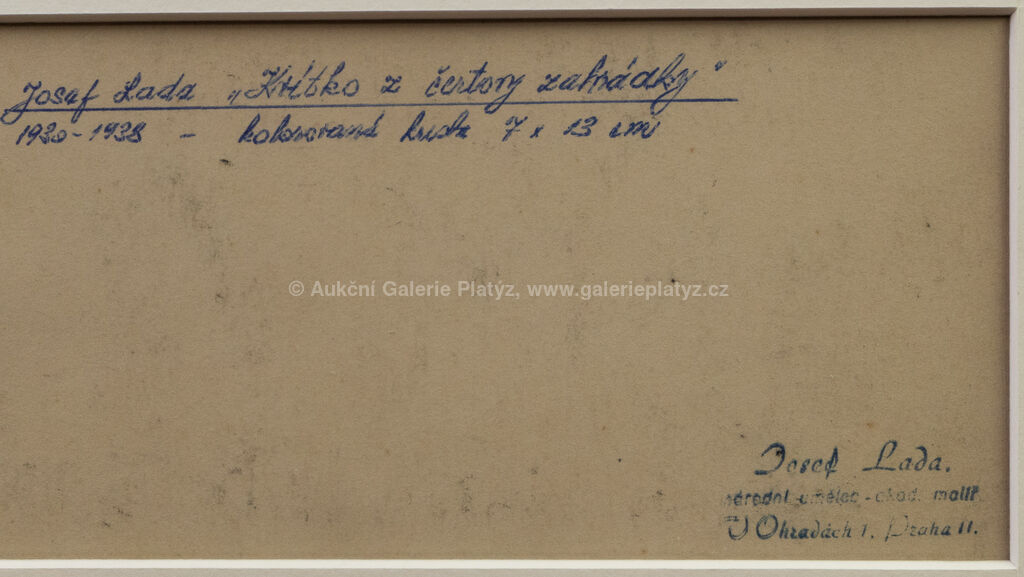 Josef Lada „Kvítko z čertovy zahrádky"
1930-1938 - kolorovaná kresba 7 x 13 cm
© Aukční Galerie Platýz, www.galerieplatyz.cz
Josef Lada.
národní umělec - akad. malíř.
V Ohradách 1. Praha 11.